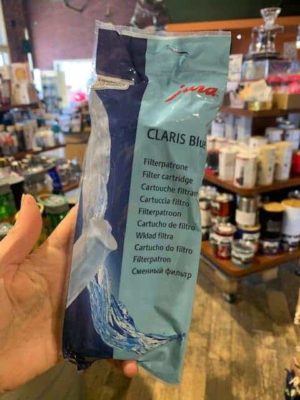 jura
CLARIS Blue
Filterpatrone
Filter cartridge
Cartouche filtrante
Cartuccia filtro
Filterpatroon
Cartucho de filtro
Wkład filtra
Cartucho do filtro
Filterpatron
Сменный фильтр